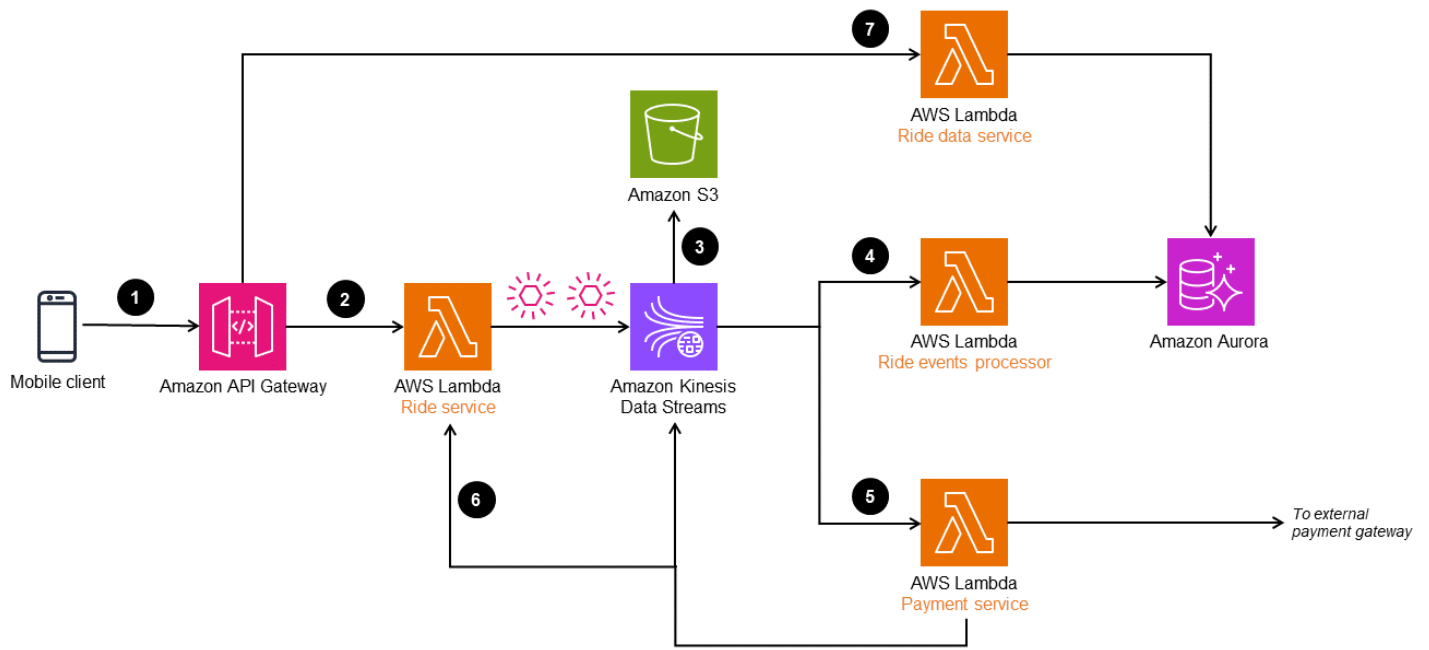 7
AWS Lambda
Ride data service
Amazon S3
3
4
1
2
</>
Mobile client
Amazon API Gateway
AWS Lambda
Ride service
Amazon Kinesis
Data Streams
AWS Lambda
Ride events processor
Amazon Aurora
6
5
To external
payment gateway
AWS Lambda
Payment service